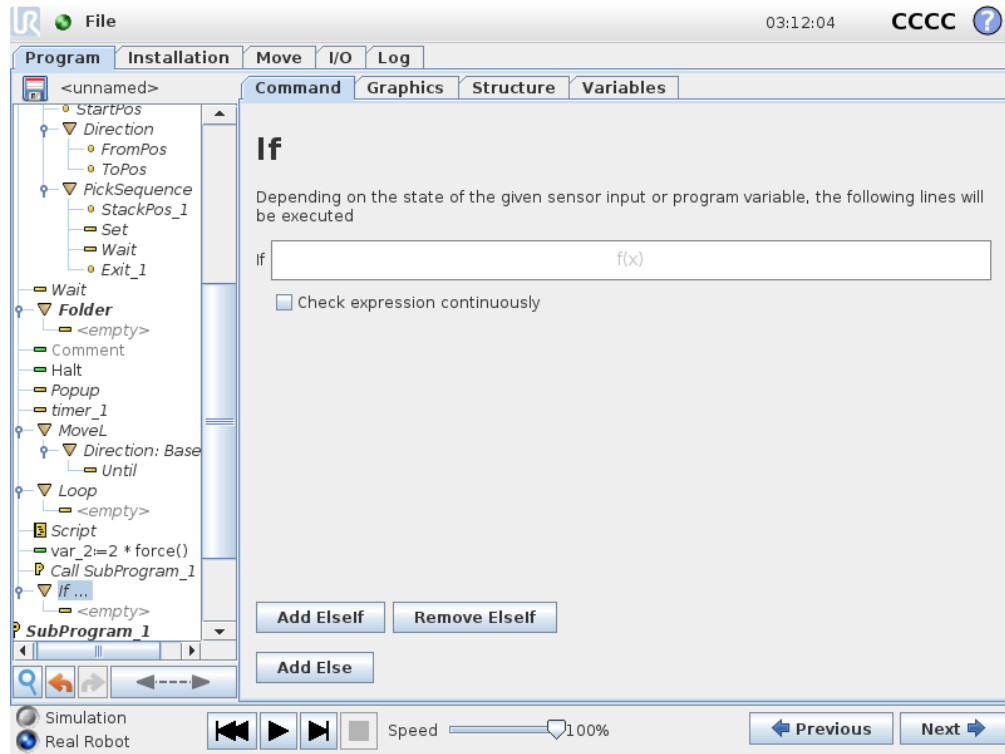 UR File 03:12:04 CCCC ?
Program Installation Move I/O Log
<unnamed>
Command Graphics Structure Variables
StartPos
Direction
FromPos
ToPos
PickSequence
StackPos_1
Set
Wait
Exit_1
Wait
Folder
<empty>
Comment
Halt
Popup
timer_1
MoveL
Direction: Base
Until
Loop
<empty>
Script
var_2:=2 * force()
P Call SubProgram_1
If ...
<empty>
P SubProgram_1
If
Depending on the state of the given sensor input or program variable, the following lines will
be executed
If f(x)
Check expression continuously
Add ElseIf Remove ElseIf
Add Else
Simulation
Real Robot
Speed 100%
Previous Next